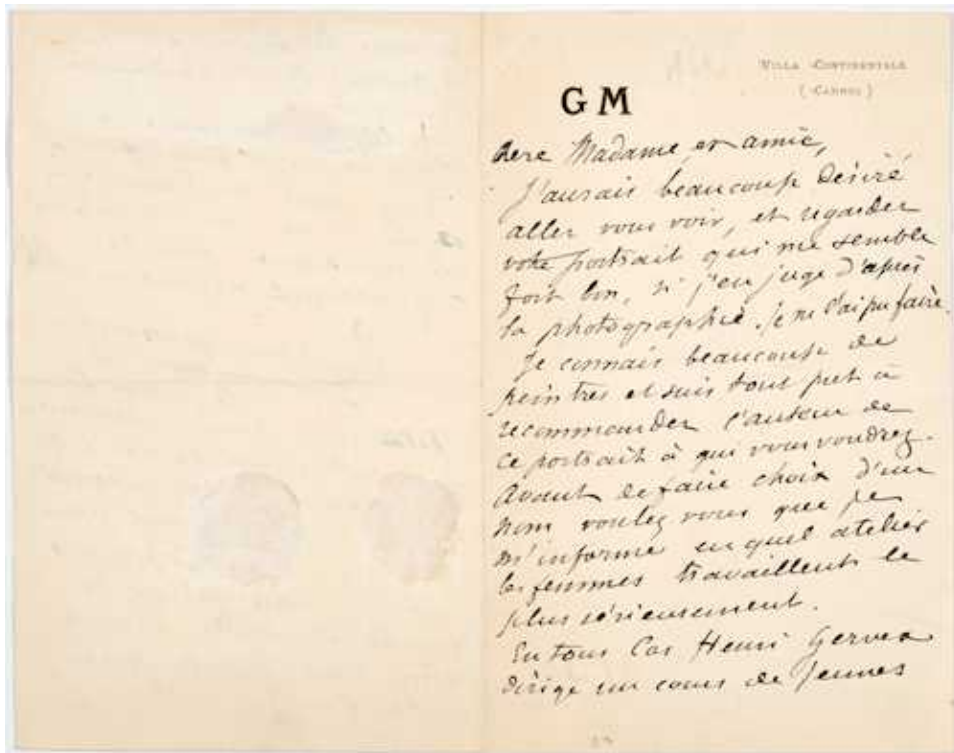 VILLA CONTINENTALE
(CANNES)
GM
Chere Madame et amie,
J'aurais beaucoup désiré
aller vous voir, et regarder
votre portrait qui me semble
fort bon, si j'en juge d'après
la photographie. Je ne l'ai pu faire.
Je connais beaucoup de
peintres et suis tout pret à
recommander l'auteur de
ce portrait à qui vous voudrez.
Avant de faire choix d'un
nom voulez vous que je
m'informe en quel atelier
les femmes travaillent le
plus sérieusement.
En tous Cas Henri Gervex
dirige un cours de jeunes